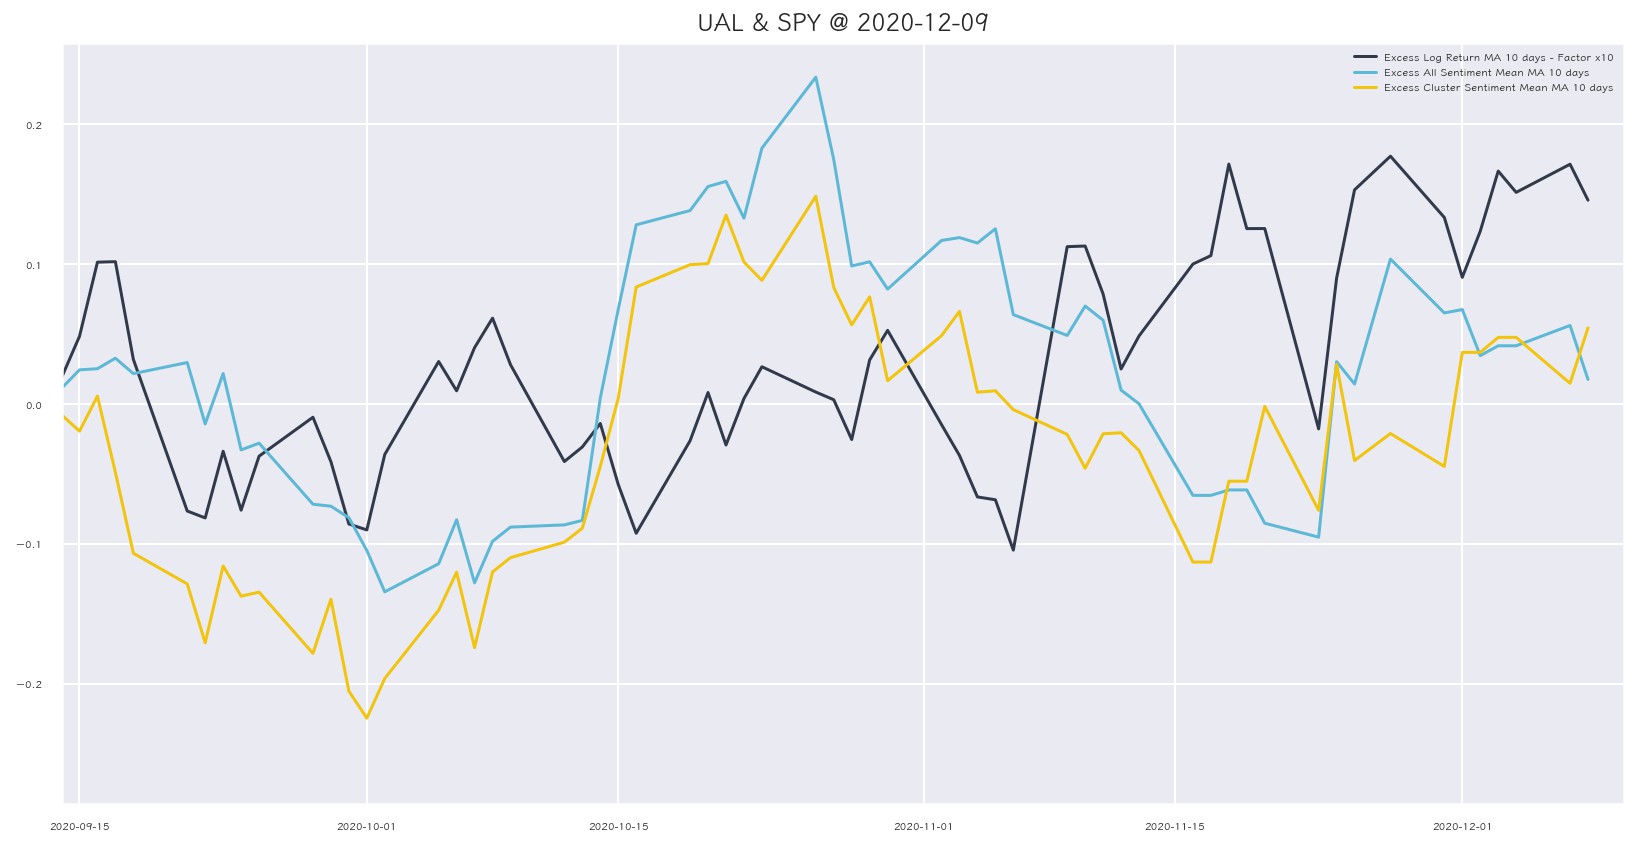 UAL & SPY @ 2020-12-09
Excess Log Return MA 10 days - Factor x10
Excess All Sentiment Mean MA 10 days
Excess Cluster Sentiment Mean MA 10 days
0.2
0.1
0.0
−0.1
−0.2
2020-09-15 2020-10-01 2020-10-15 2020-11-01 2020-11-15 2020-12-01